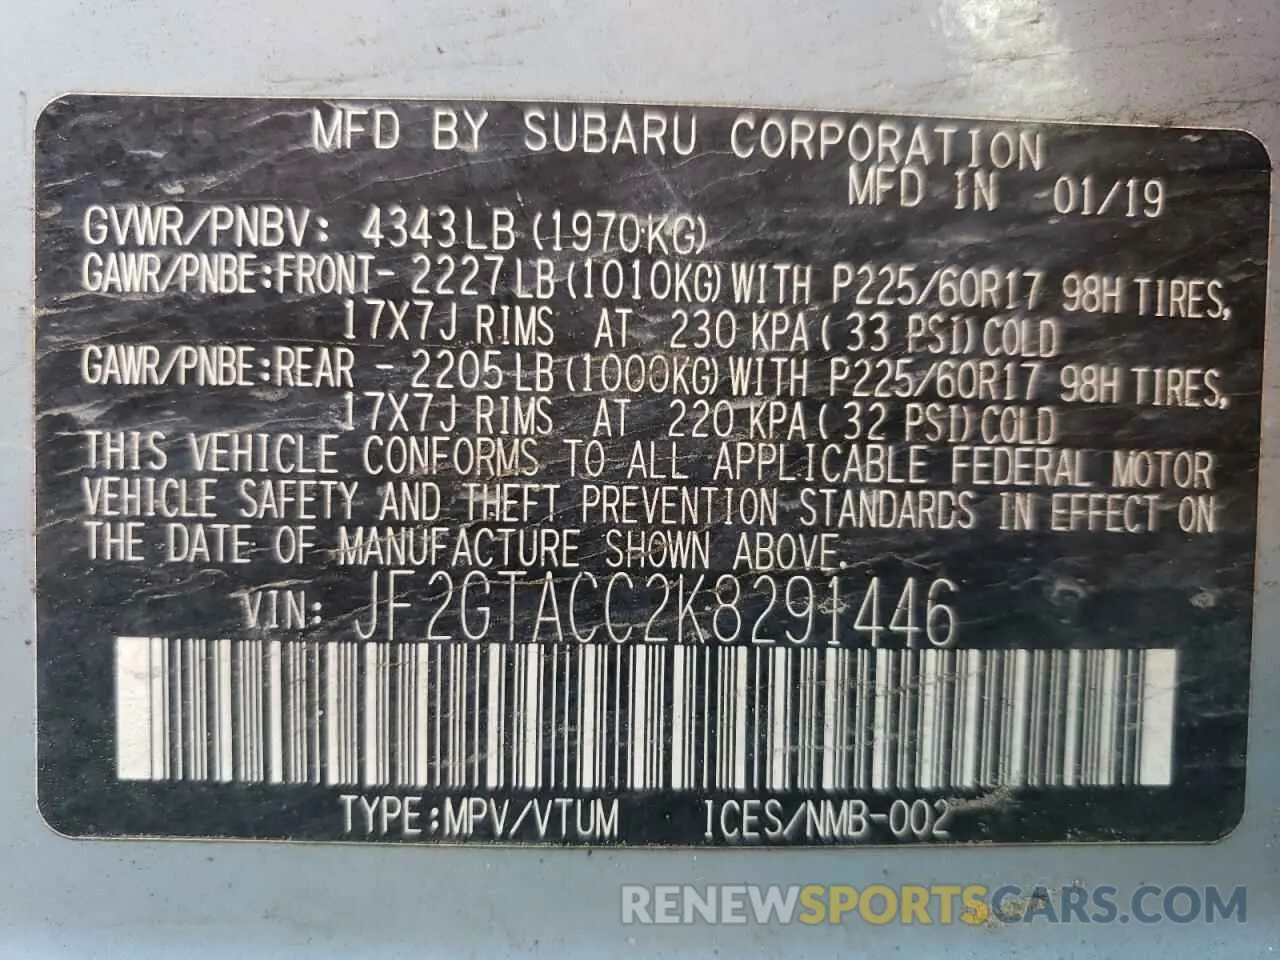 MFD BY SUBARU CORPORATION
MFD IN 01/19
GVWR/PNBV: 4343LB (1970KG)
GAWR/PNBE:FRONT- 2227 LB (1010KG) WITH P225/60R17 98H TIRES,
17X7J RIMS AT 230 KPA ( 33 PSI) COLD
GAWR/PNBE:REAR - 2205 LB (1000KG) WITH P225/60R17 98H TIRES,
17X7J RIMS AT 220 KPA ( 32 PSI) COLD
THIS VEHICLE CONFORMS TO ALL APPLICABLE FEDERAL MOTOR
VEHICLE SAFETY AND THEFT PREVENTION STANDARDS IN EFFECT ON
THE DATE OF MANUFACTURE SHOWN ABOVE.
VIN: JF2GTACC2K8291446
TYPE:MPV/VTUM ICES/NMB-002
RENEWSPORTSCARS.COM